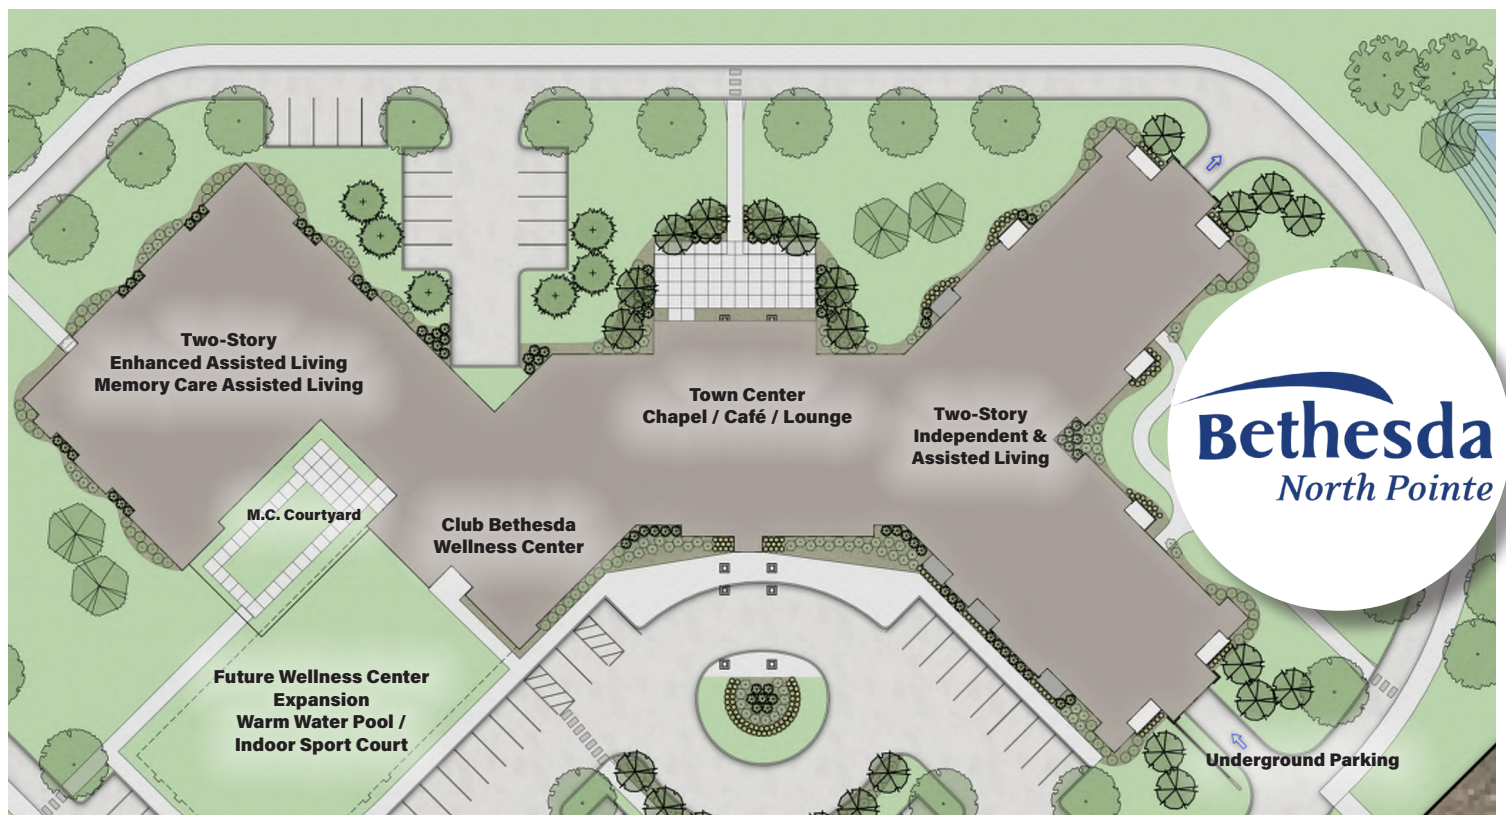 Two-Story
Enhanced Assisted Living
Memory Care Assisted Living
Town Center
Chapel / Café / Lounge
Two-Story
Independent &
Assisted Living
Bethesda
North Pointe
M.C. Courtyard
Club Bethesda
Wellness Center
Future Wellness Center
Expansion
Warm Water Pool /
Indoor Sport Court
Underground Parking